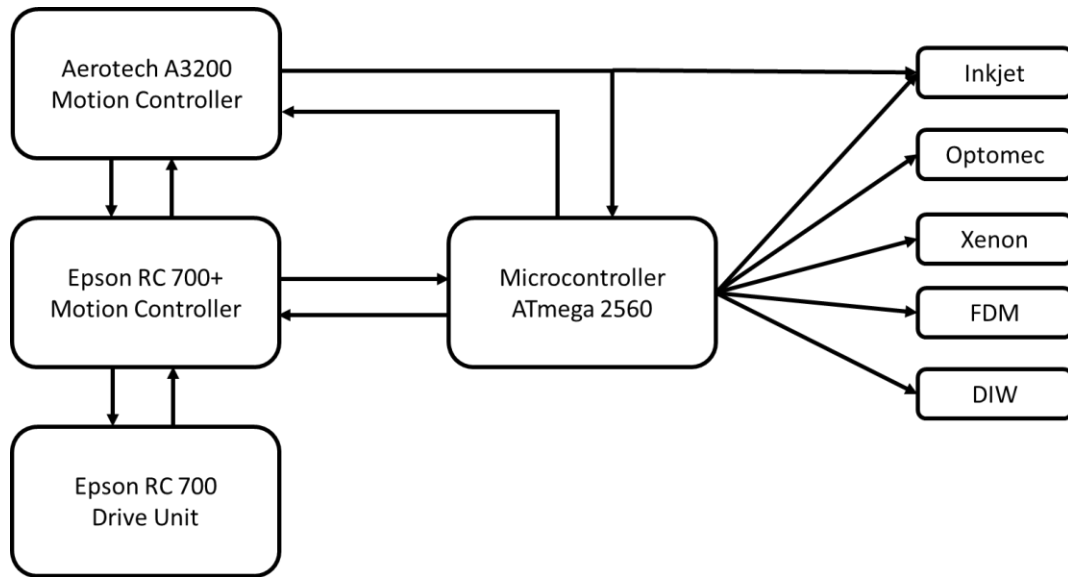 Aerotech A3200
Motion Controller
Inkjet
Optomec
Epson RC 700+
Motion Controller
Microcontroller
ATmega 2560
Xenon
FDM
DIW
Epson RC 700
Drive Unit